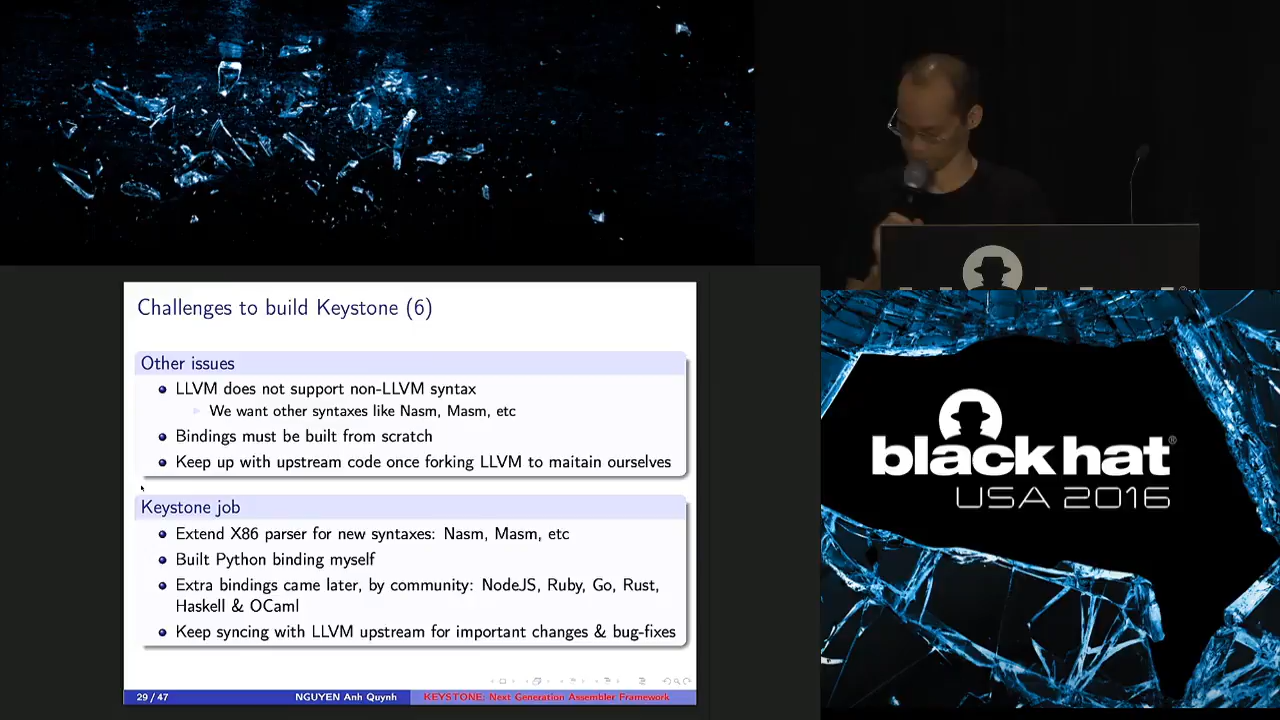 Challenges to build Keystone (6)
Other issues
LLVM does not support non-LLVM syntax
We want other syntaxes like Nasm, Masm, etc
Bindings must be built from scratch
Keep up with upstream code once forking LLVM to maitain ourselves
Keystone job
Extend X86 parser for new syntaxes: Nasm, Masm, etc
Built Python binding myself
Extra bindings came later, by community: NodeJS, Ruby, Go, Rust,
Haskell & OCaml
Keep syncing with LLVM upstream for important changes & bug-fixes
29 / 47 NGUYEN Anh Quynh KEYSTONE: Next Generation Assembler Framework
black hat®
USA 2016